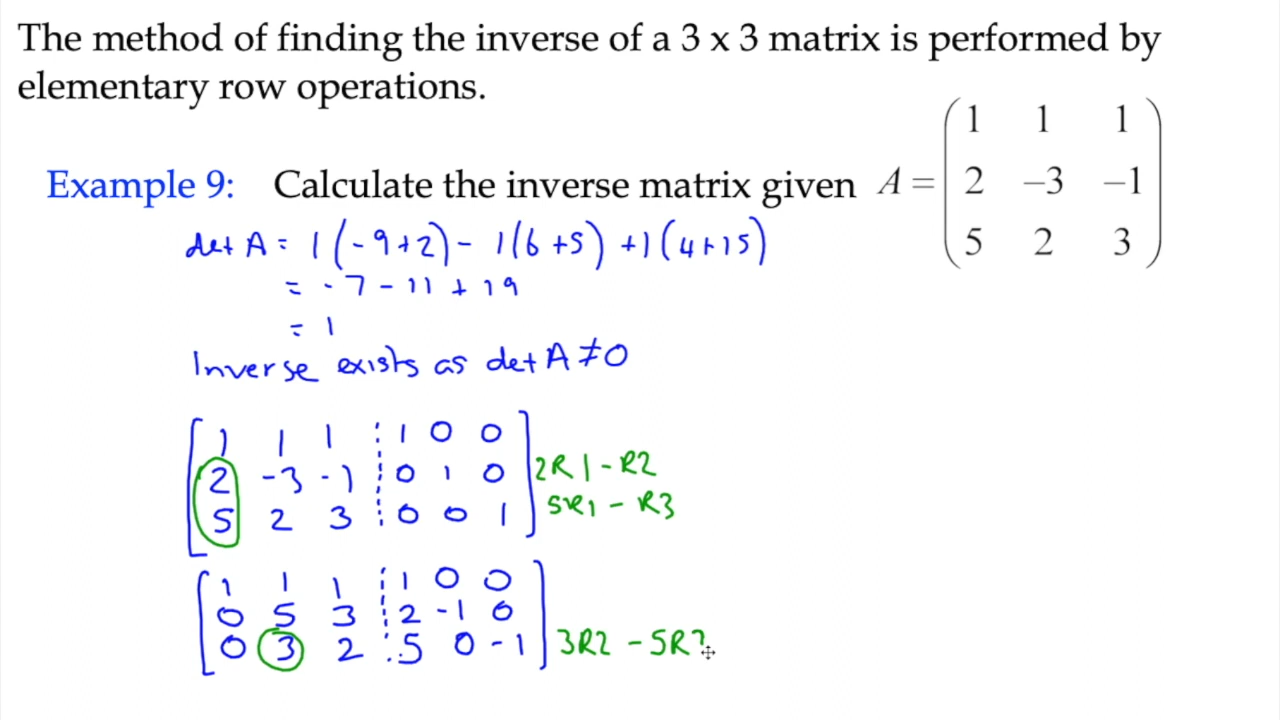 The method of finding the inverse of a 3 x 3 matrix is performed by
elementary row operations.
Example 9: Calculate the inverse matrix given A = ( 1 1 1
2 −3 −1
5 2 3 )
det A = 1(-9+2) - 1(6+5) +1(4+15)
= -7 - 11 + 19
= 1
Inverse exists as det A ≠ 0
[ 1 1 1 ⋮ 1 0 0
2 -3 -1 ⋮ 0 1 0 ] 2R1 - R2
5 2 3 ⋮ 0 0 1 ] 5R1 - R3
[ 1 1 1 ⋮ 1 0 0
0 5 3 ⋮ 2 -1 0
0 3 2 ⋮ 5 0 -1 ] 3R2 - 5R